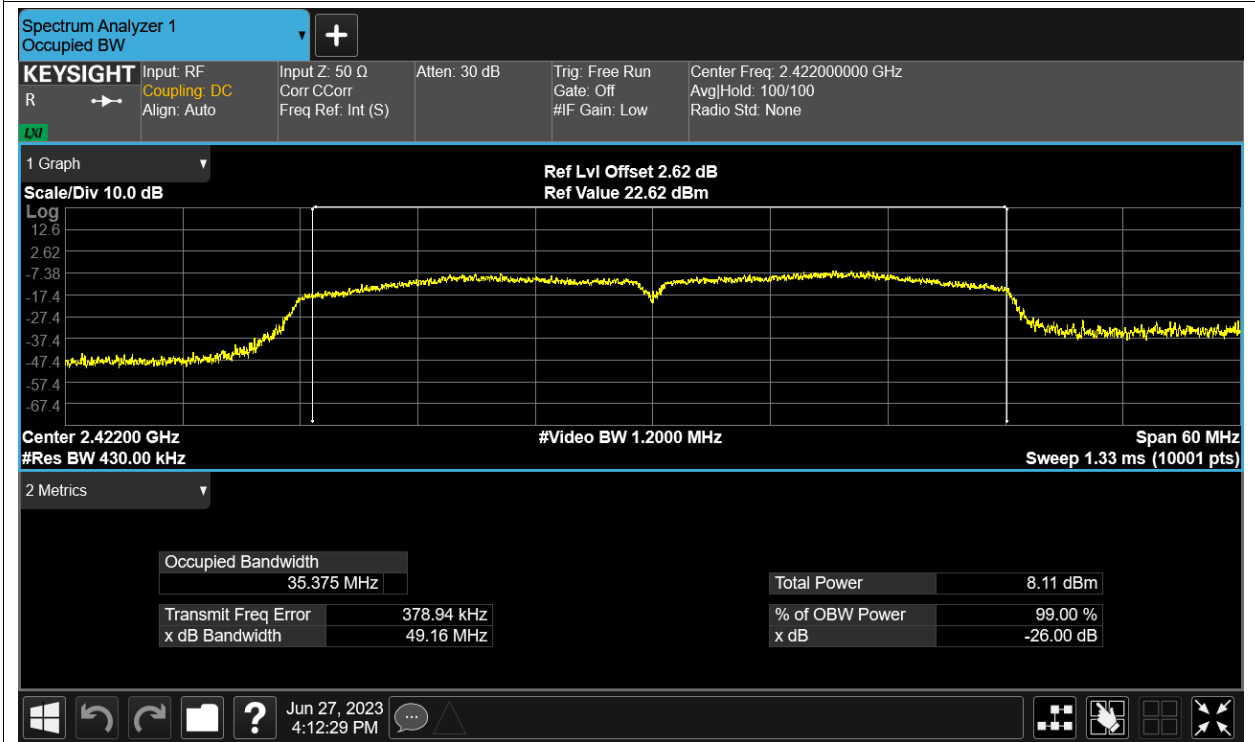 Spectrum Analyzer 1
Occupied BW
KEYSIGHT
R
LXI
Input: RF
Coupling: DC
Align: Auto
Input Z: 50 Ω
Corr CCorr
Freq Ref: Int (S)
Atten: 30 dB
Trig: Free Run
Gate: Off
#IF Gain: Low
Center Freq: 2.422000000 GHz
Avg|Hold: 100/100
Radio Std: None
1 Graph
Scale/Div 10.0 dB
Ref Lvl Offset 2.62 dB
Ref Value 22.62 dBm
Log
12.6
2.62
-7.38
-17.4
-27.4
-37.4
-47.4
-57.4
-67.4
Center 2.42200 GHz
#Video BW 1.2000 MHz
Span 60 MHz
#Res BW 430.00 kHz
Sweep 1.33 ms (10001 pts)
2 Metrics
Occupied Bandwidth
35.375 MHz
Transmit Freq Error 378.94 kHz
x dB Bandwidth 49.16 MHz
Total Power 8.11 dBm
% of OBW Power 99.00 %
x dB -26.00 dB
?
Jun 27, 2023
4:12:29 PM